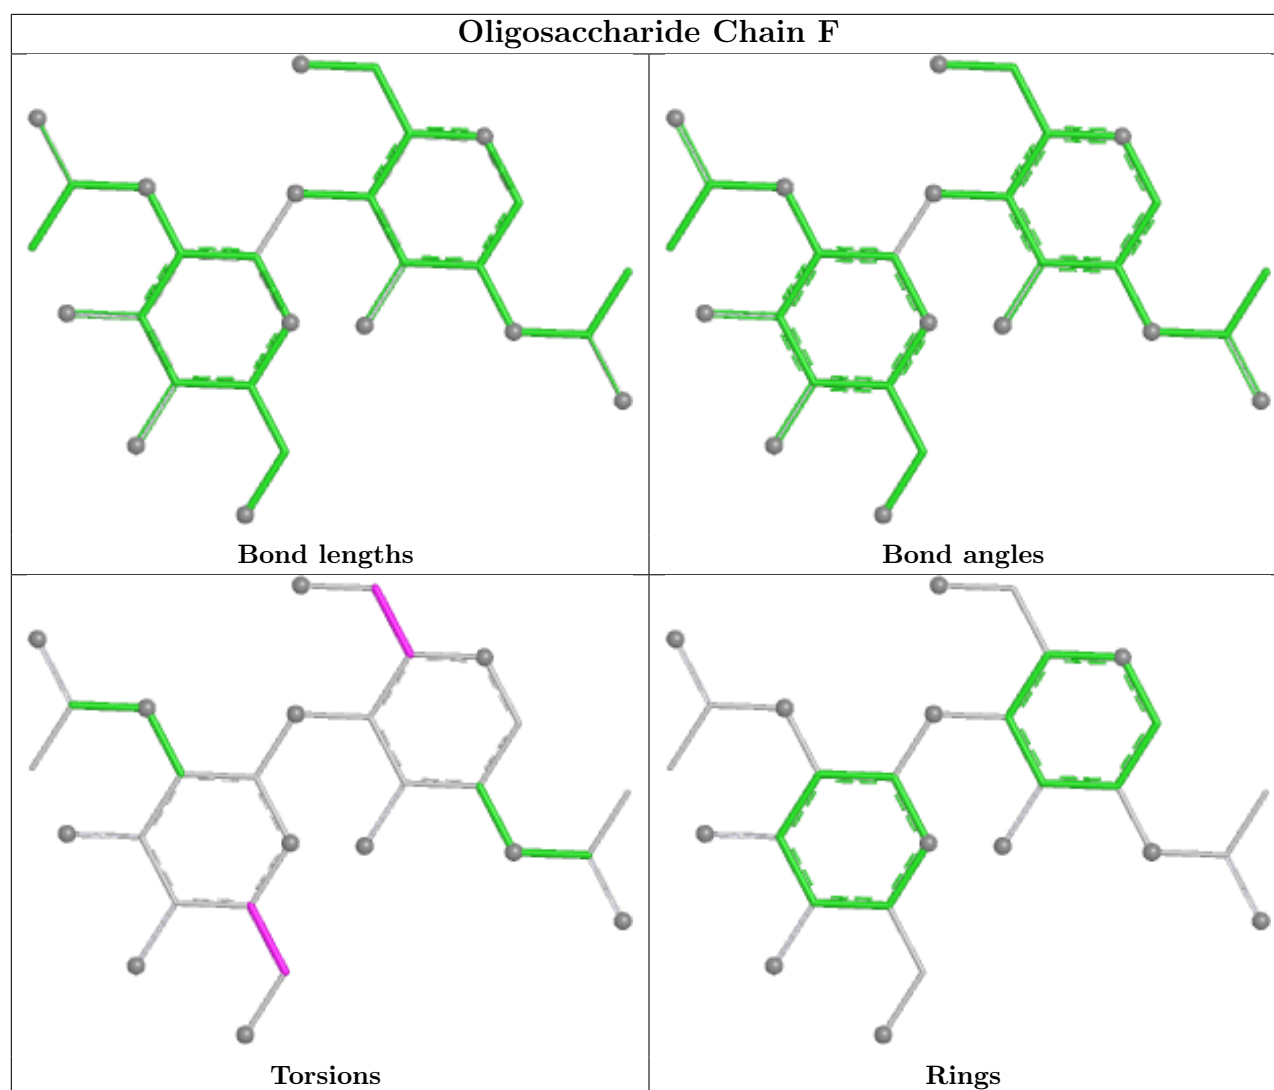 Oligosaccharide Chain F
Bond lengths
Bond angles
Torsions
Rings